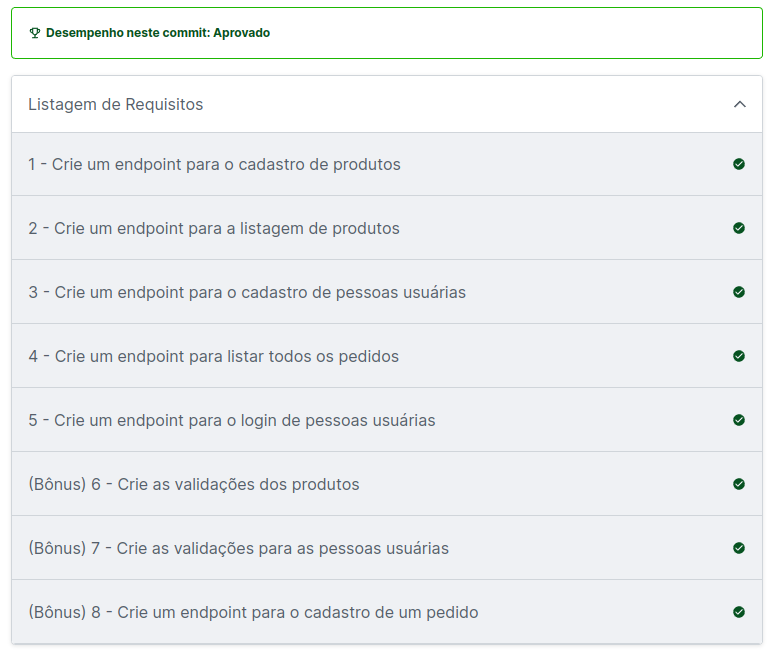 Desempenho neste commit: Aprovado
Listagem de Requisitos
1 - Crie um endpoint para o cadastro de produtos
2 - Crie um endpoint para a listagem de produtos
3 - Crie um endpoint para o cadastro de pessoas usuárias
4 - Crie um endpoint para listar todos os pedidos
5 - Crie um endpoint para o login de pessoas usuárias
(Bônus) 6 - Crie as validações dos produtos
(Bônus) 7 - Crie as validações para as pessoas usuárias
(Bônus) 8 - Crie um endpoint para o cadastro de um pedido